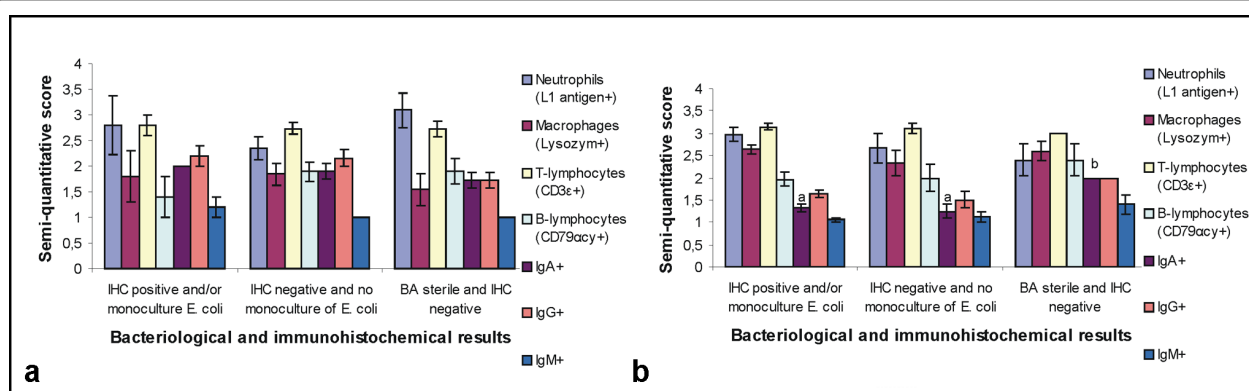 4
3,5
3
2,5
2
1,5
1
0,5
0
Semi-quantitative score
IHC positive and/or
monoculture E. coli
IHC negative and no
monoculture of E. coli
BA sterile and IHC
negative
Bacteriological and immunohistochemical results
Neutrophils
(L1 antigen+)
Macrophages
(Lysozym+)
T-lymphocytes
(CD3ε+)
B-lymphocytes
(CD79αcy+)
IgA+
IgG+
IgM+
a
4
3,5
3
2,5
2
1,5
1
0,5
0
Semi-quantitative score
a
a
b
IHC positive and/or
monoculture E. coli
IHC negative and no
monoculture of E. coli
BA sterile and IHC
negative
Bacteriological and immunohistochemical results
Neutrophils
(L1 antigen+)
Macrophages
(Lysozym+)
T-lymphocytes
(CD3ε+)
B-lymphocytes
(CD79αcy+)
IgA+
IgG+
IgM+
b